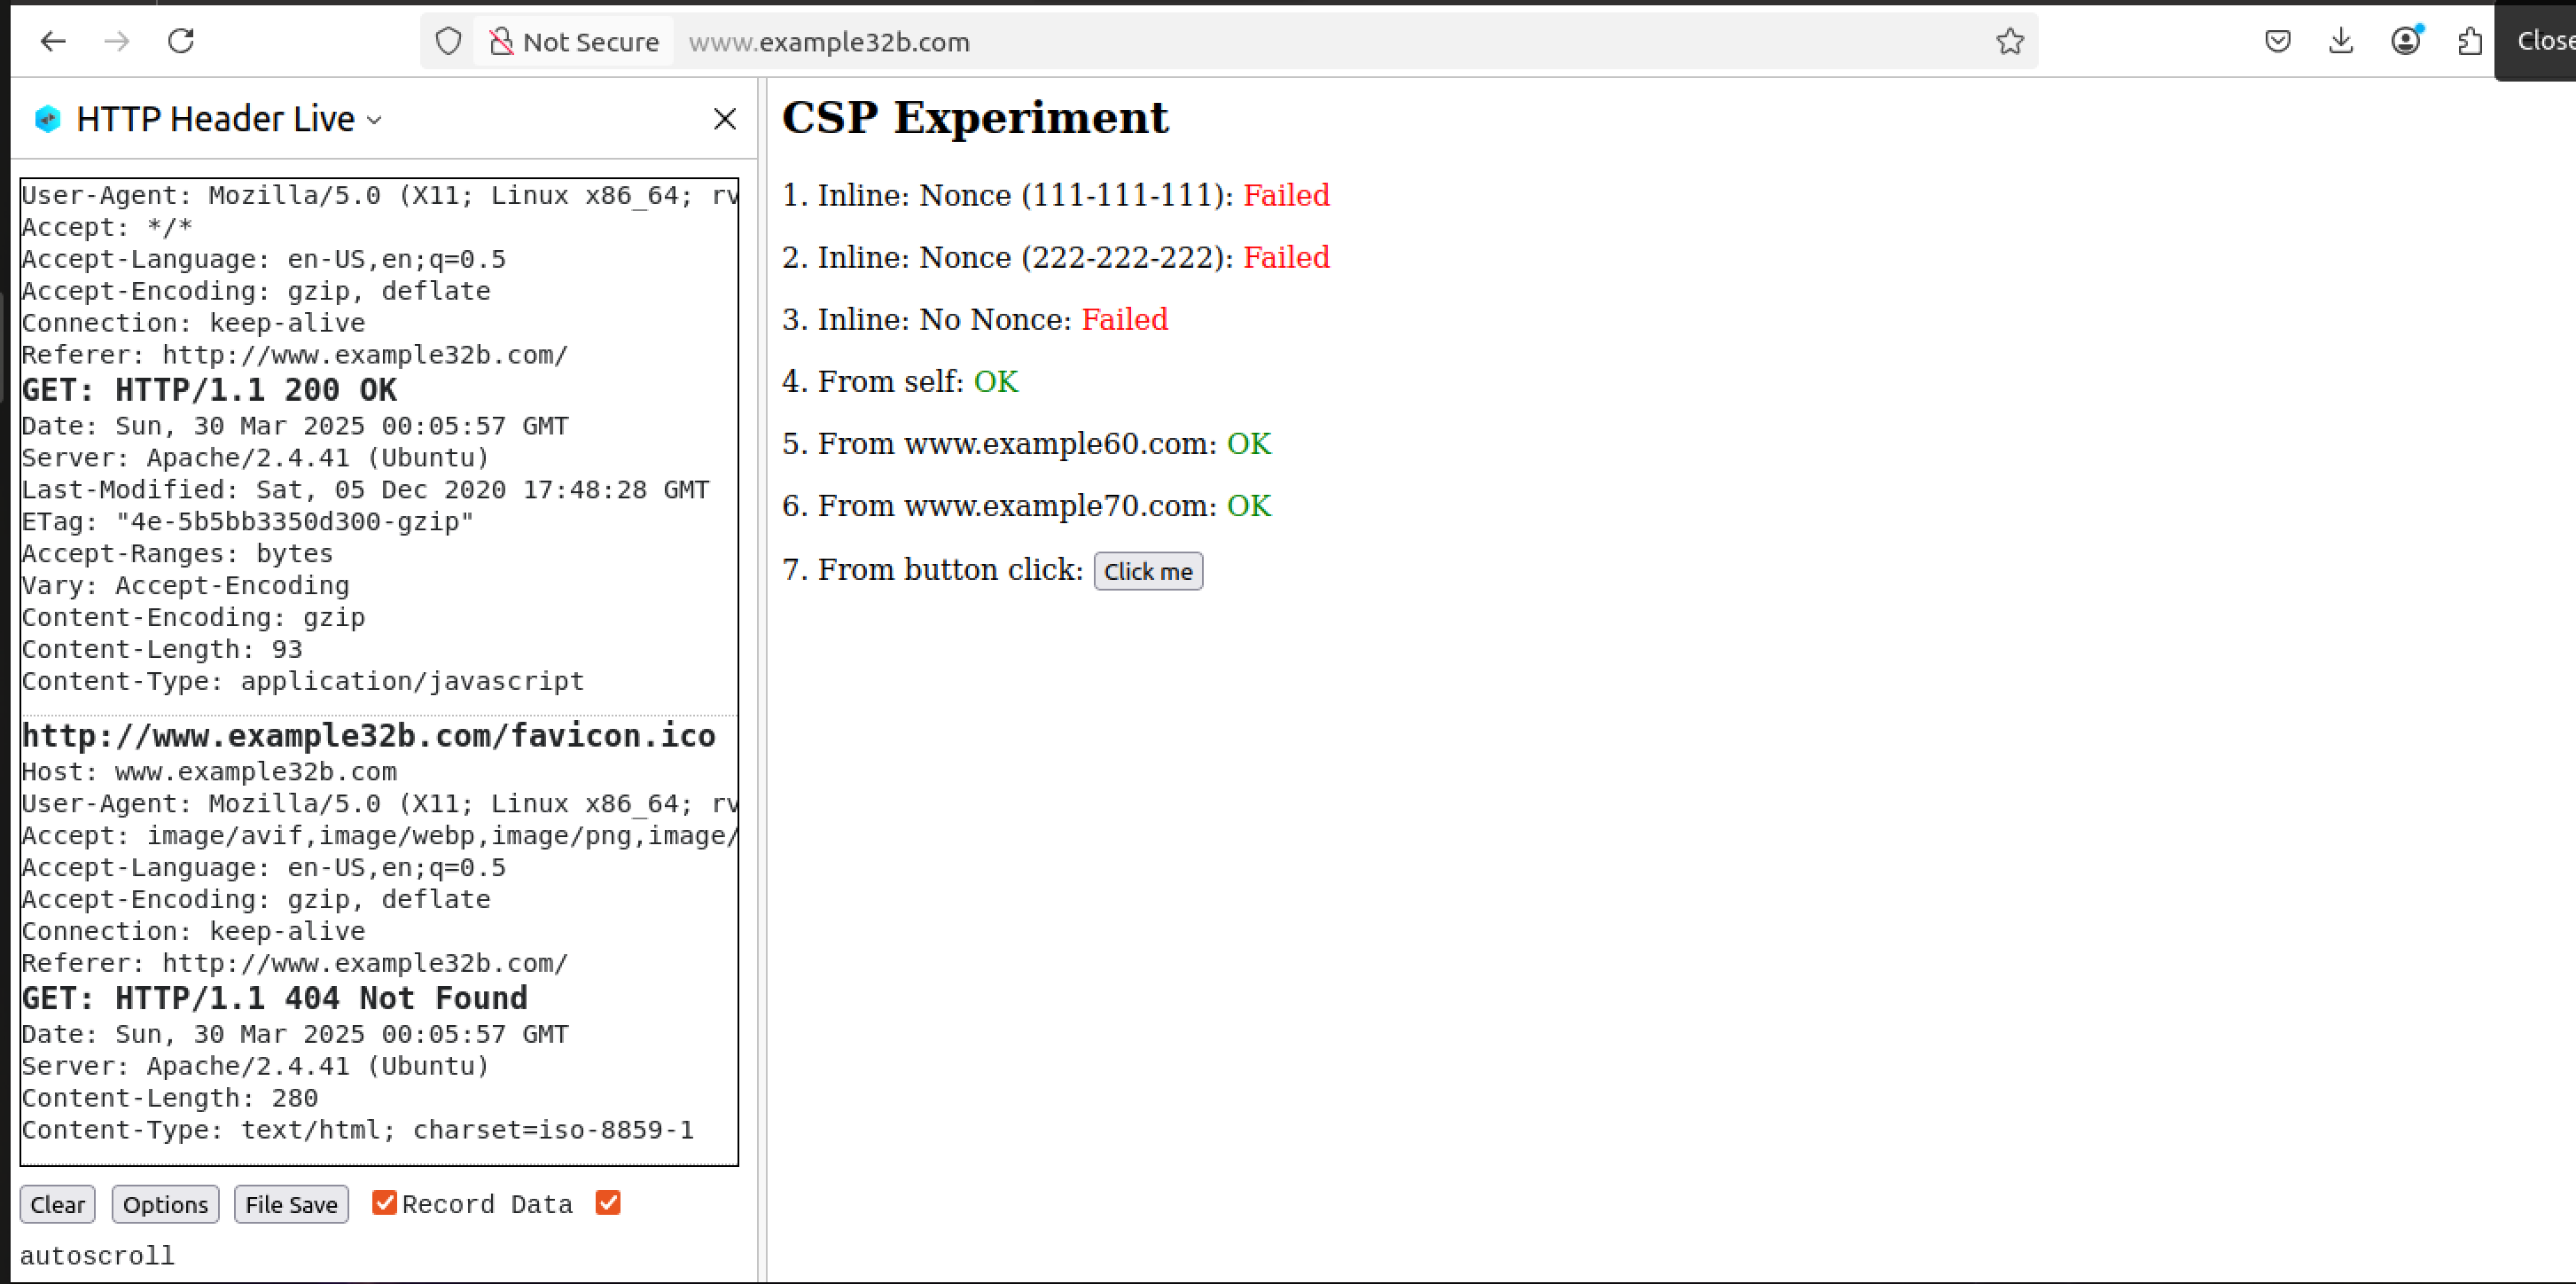 Not Secure www.example32b.com
Close
HTTP Header Live
User-Agent: Mozilla/5.0 (X11; Linux x86_64; rv
Accept: */*
Accept-Language: en-US,en;q=0.5
Accept-Encoding: gzip, deflate
Connection: keep-alive
Referer: http://www.example32b.com/
GET: HTTP/1.1 200 OK
Date: Sun, 30 Mar 2025 00:05:57 GMT
Server: Apache/2.4.41 (Ubuntu)
Last-Modified: Sat, 05 Dec 2020 17:48:28 GMT
ETag: "4e-5b5bb3350d300-gzip"
Accept-Ranges: bytes
Vary: Accept-Encoding
Content-Encoding: gzip
Content-Length: 93
Content-Type: application/javascript
http://www.example32b.com/favicon.ico
Host: www.example32b.com
User-Agent: Mozilla/5.0 (X11; Linux x86_64; rv
Accept: image/avif,image/webp,image/png,image/
Accept-Language: en-US,en;q=0.5
Accept-Encoding: gzip, deflate
Connection: keep-alive
Referer: http://www.example32b.com/
GET: HTTP/1.1 404 Not Found
Date: Sun, 30 Mar 2025 00:05:57 GMT
Server: Apache/2.4.41 (Ubuntu)
Content-Length: 280
Content-Type: text/html; charset=iso-8859-1
Clear Options File Save Record Data
autoscroll
CSP Experiment
1. Inline: Nonce (111-111-111): Failed
2. Inline: Nonce (222-222-222): Failed
3. Inline: No Nonce: Failed
4. From self: OK
5. From www.example60.com: OK
6. From www.example70.com: OK
7. From button click: Click me